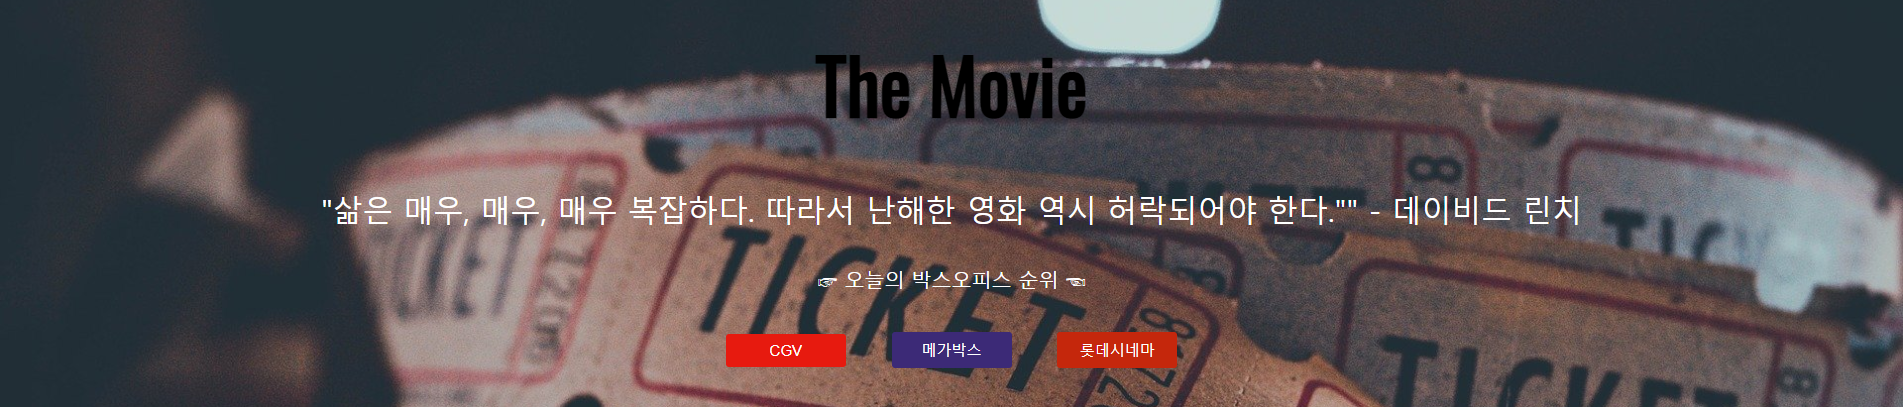 The Movie
"삶은 매우, 매우, 매우 복잡하다. 따라서 난해한 영화 역시 허락되어야 한다."" - 데이비드 린치
☞ 오늘의 박스오피스 순위 ☜
CGV 메가박스 롯데시네마
TICKET
TICKET